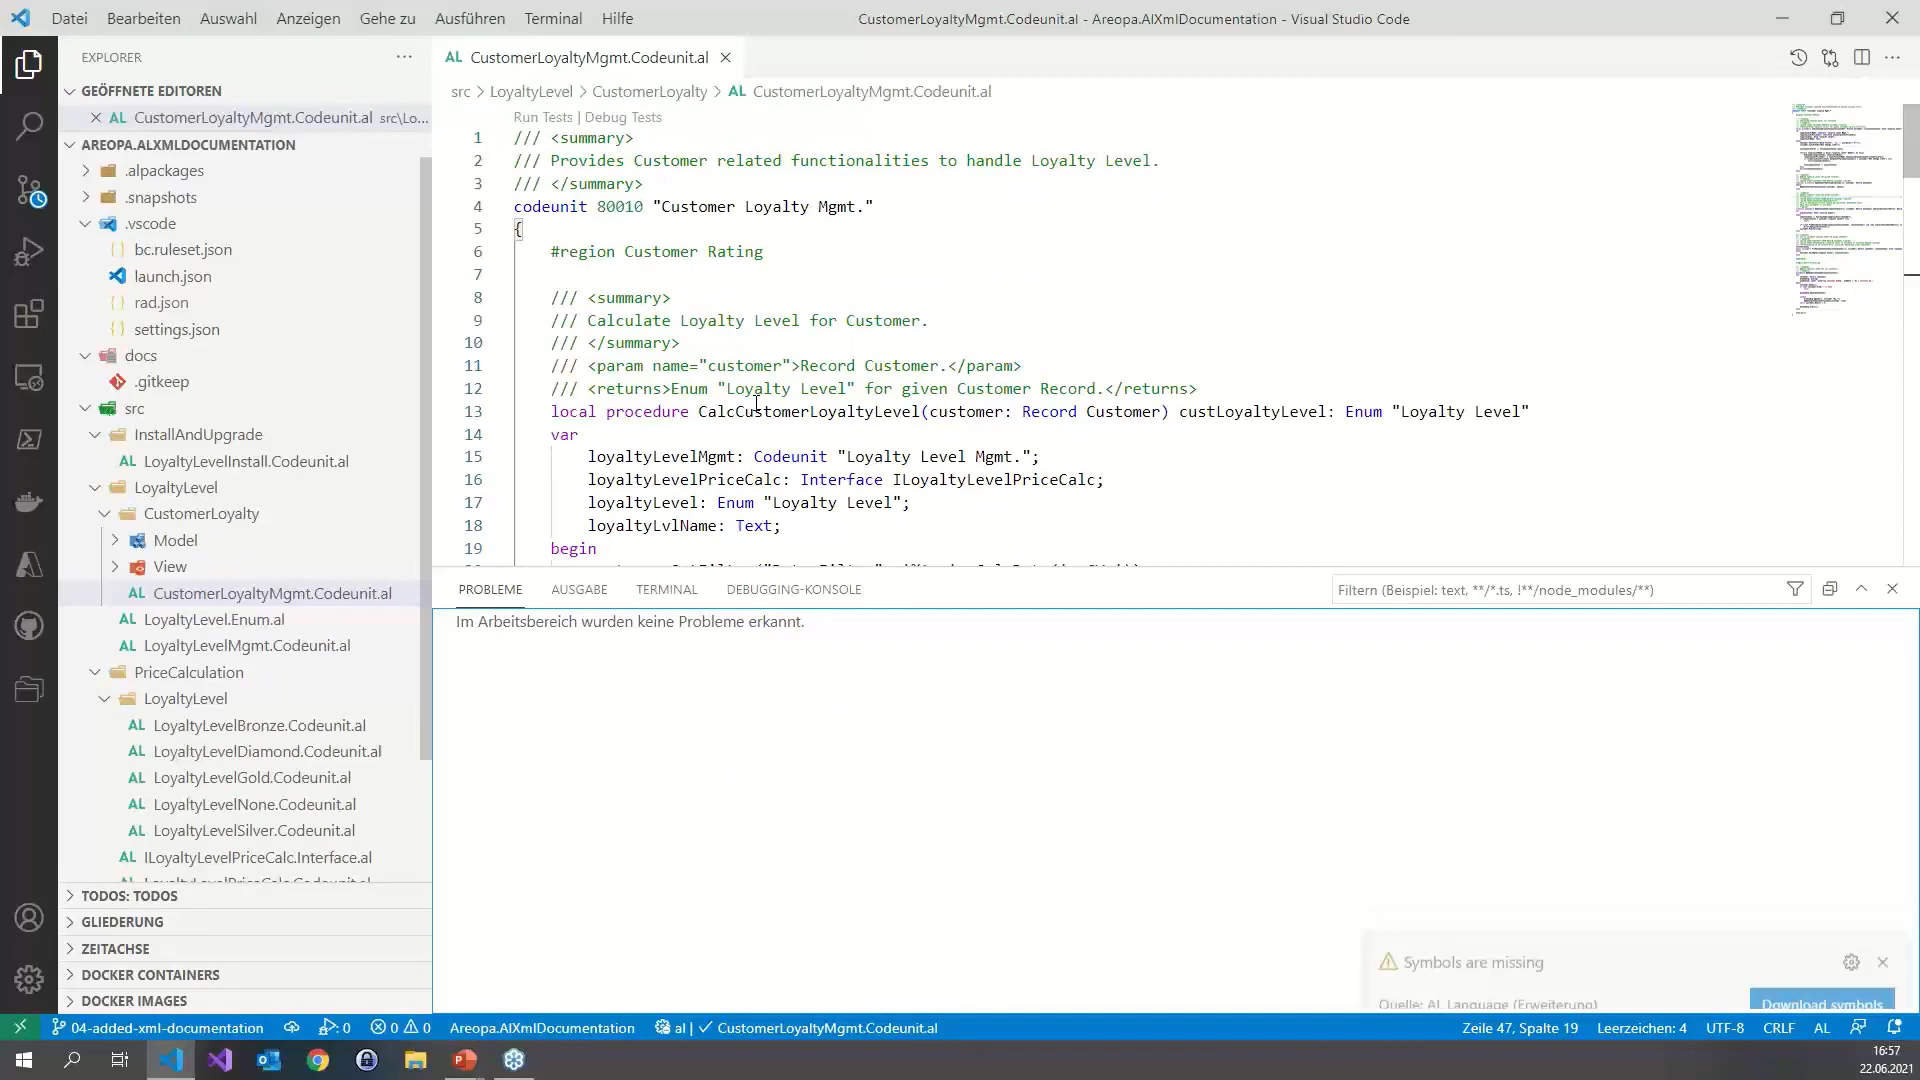 Datei Bearbeiten Auswahl Anzeigen Gehe zu Ausführen Terminal Hilfe
CustomerLoyaltyMgmt.Codeunit.al - Areopa.AlXmlDocumentation - Visual Studio Code
EXPLORER
GEÖFFNETE EDITOREN
AL CustomerLoyaltyMgmt.Codeunit.al src\Lo...
AREOPA.ALXMLDOCUMENTATION
.alpackages
.snapshots
.vscode
bc.ruleset.json
launch.json
rad.json
settings.json
docs
.gitkeep
src
InstallAndUpgrade
AL LoyaltyLevelInstall.Codeunit.al
LoyaltyLevel
CustomerLoyalty
Model
View
AL CustomerLoyaltyMgmt.Codeunit.al
AL LoyaltyLevel.Enum.al
AL LoyaltyLevelMgmt.Codeunit.al
PriceCalculation
LoyaltyLevel
AL LoyaltyLevelBronze.Codeunit.al
AL LoyaltyLevelDiamond.Codeunit.al
AL LoyaltyLevelGold.Codeunit.al
AL LoyaltyLevelNone.Codeunit.al
AL LoyaltyLevelSilver.Codeunit.al
AL ILoyaltyLevelPriceCalc.Interface.al
TODOS: TODOS
GLIEDERUNG
ZEITACHSE
DOCKER CONTAINERS
DOCKER IMAGES
AL CustomerLoyaltyMgmt.Codeunit.al
src > LoyaltyLevel > CustomerLoyalty > AL CustomerLoyaltyMgmt.Codeunit.al
Run Tests | Debug Tests
1 /// <summary>
2 /// Provides Customer related functionalities to handle Loyalty Level.
3 /// </summary>
4 codeunit 80010 "Customer Loyalty Mgmt."
5 {
6 #region Customer Rating
7
8 /// <summary>
9 /// Calculate Loyalty Level for Customer.
10 /// </summary>
11 /// <param name="customer">Record Customer.</param>
12 /// <returns>Enum "Loyalty Level" for given Customer Record.</returns>
13 local procedure CalcCustomerLoyaltyLevel(customer: Record Customer) custLoyaltyLevel: Enum "Loyalty Level"
14 var
15 loyaltyLevelMgmt: Codeunit "Loyalty Level Mgmt.";
16 loyaltyLevelPriceCalc: Interface ILoyaltyLevelPriceCalc;
17 loyaltyLevel: Enum "Loyalty Level";
18 loyaltyLvlName: Text;
19 begin
PROBLEME AUSGABE TERMINAL DEBUGGING-KONSOLE
Filtern (Beispiel: text, **/*.ts, !**/node_modules/**)
Im Arbeitsbereich wurden keine Probleme erkannt.
Symbols are missing
Quelle: AL Language (Erweiterung)
Download symbols
04-added-xml-documentation : 0 0 0 Areopa.AlXmlDocumentation al | CustomerLoyaltyMgmt.Codeunit.al
Zeile 47, Spalte 19 Leerzeichen: 4 UTF-8 CRLF AL
16:57
22.06.2021